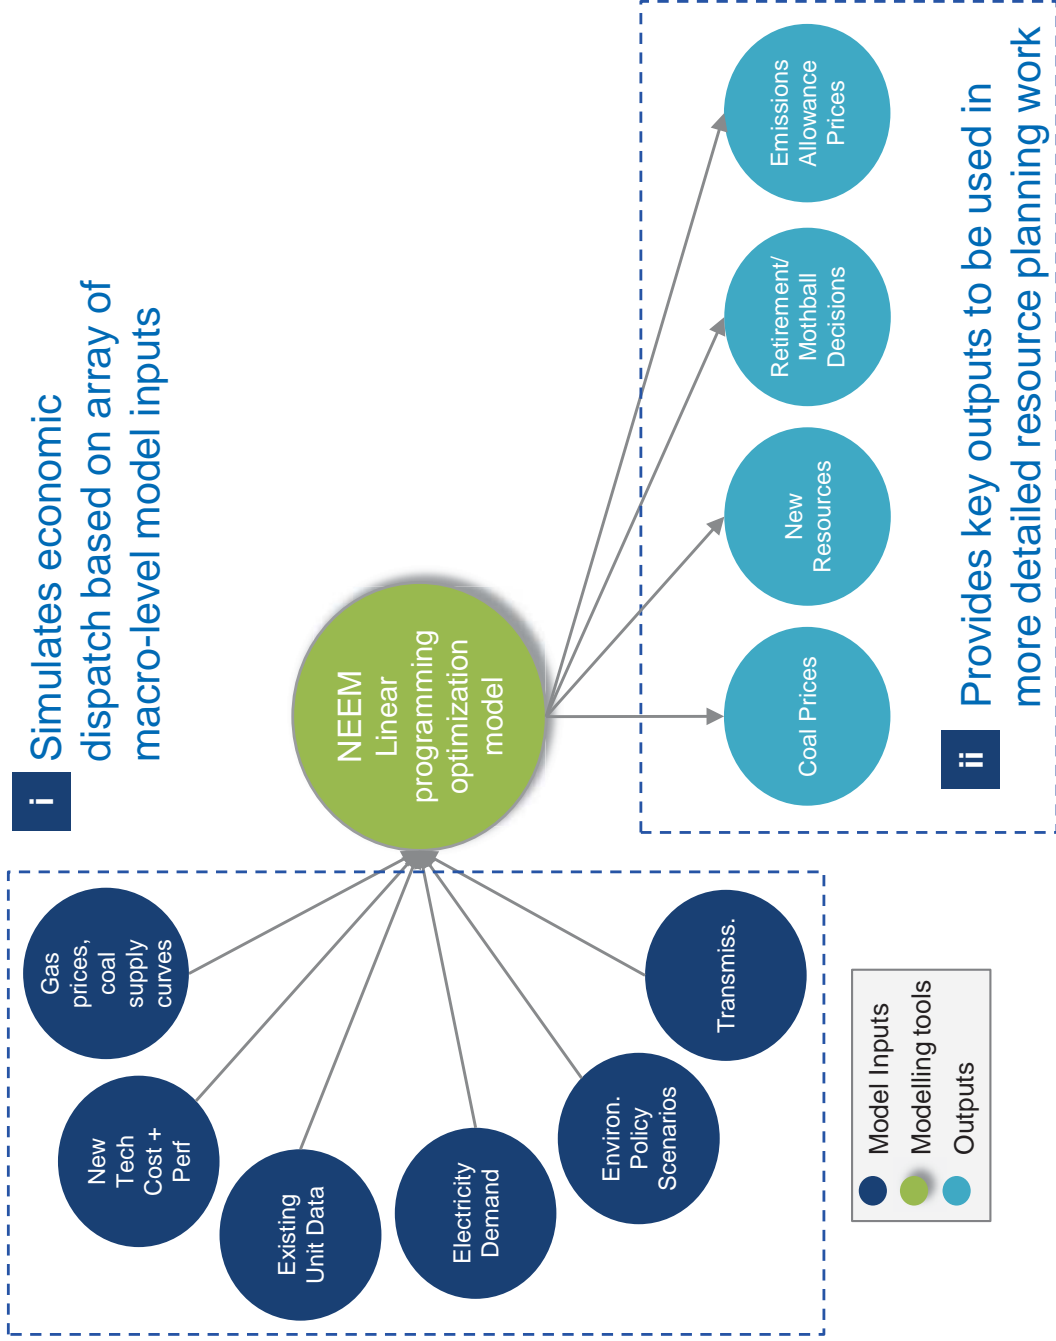 i
Simulates economic
dispatch based on array of
macro-level model inputs
Gas
prices,
coal
supply
curves
New
Tech
Cost +
Perf
Existing
Unit Data
Electricity
Demand
Environ.
Policy
Scenarios
Transmiss.
NEEM
Linear
programming
optimization
model
Coal Prices
New
Resources
Retirement/
Mothball
Decisions
Emissions
Allowance
Prices
ii
Provides key outputs to be used in
more detailed resource planning work
Model Inputs
Modelling tools
Outputs